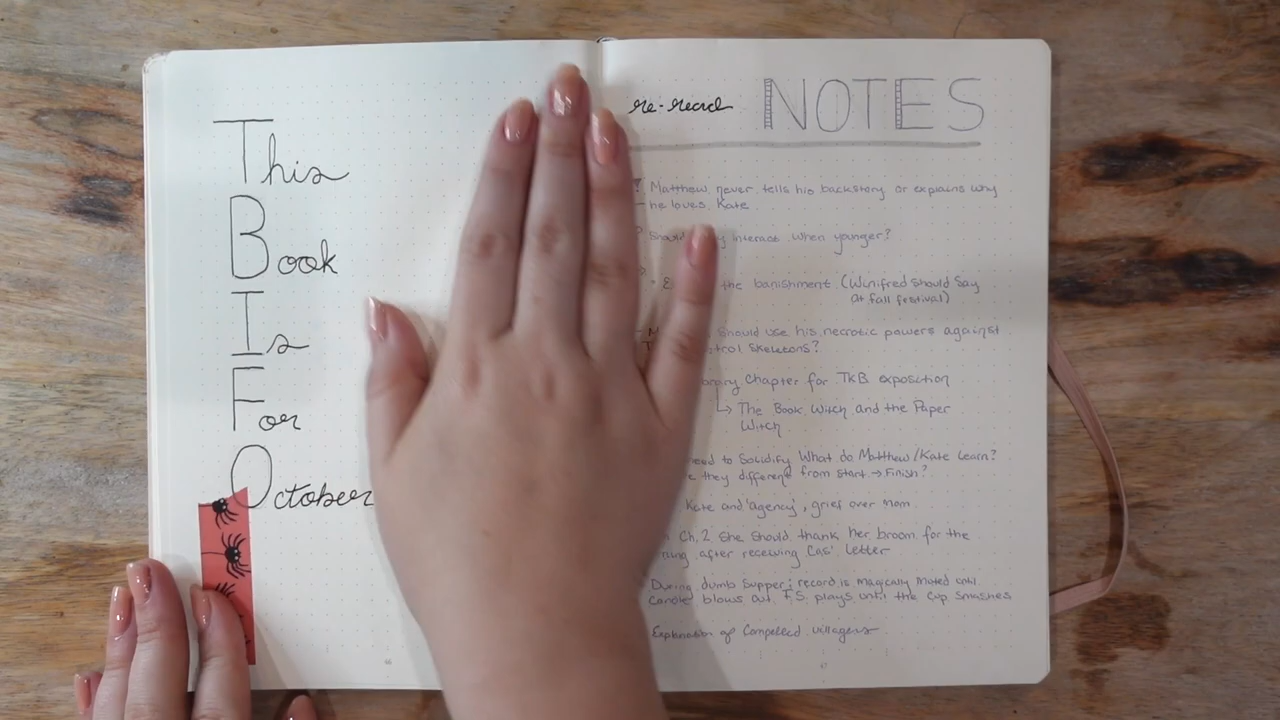 This
Book
Is
For
October
re-read NOTES
Matthew never tells his backstory or explains why
he loves Kate
Should interact when younger?
the banishment (Winifred should say
at fall festival)
should use his necrotic powers against
skeletons?
Chapter for TKB exposition
↳ The Book Witch and the Paper
Witch
need to Solidify What do Matthew/Kate learn?
they different from start → Finish?
Kate and 'agency', grief over mom
Ch. 2 she should thank her broom for the
after receiving Cas' letter
During dumb supper; record is magically muted until
Candle blows out. T.S. plays until the cup smashes
Explanation of Compelled villagers
66
67